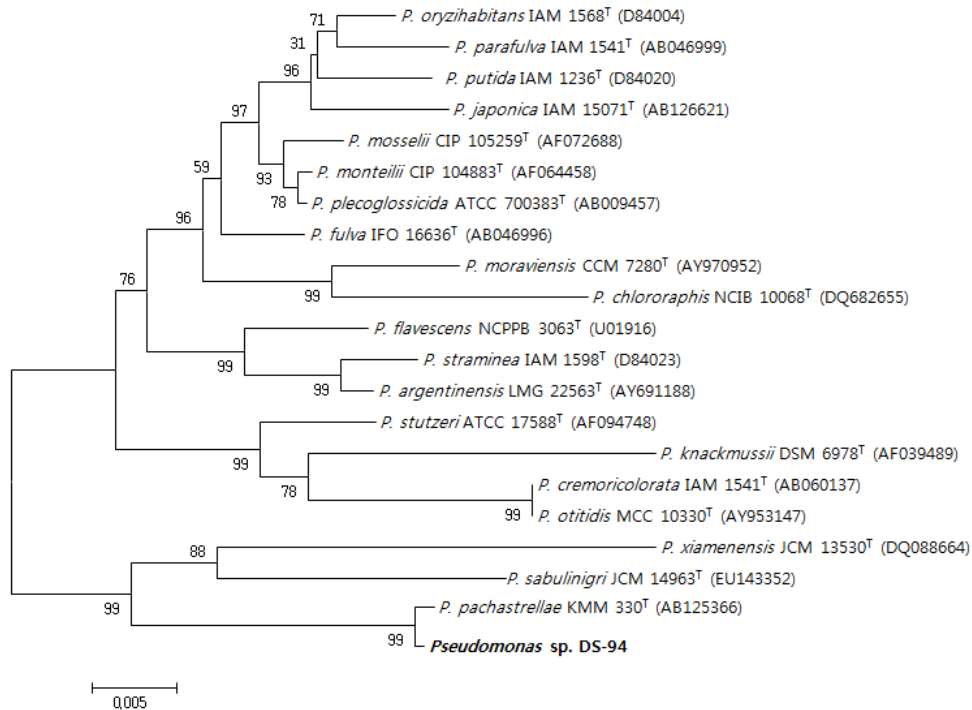 71
P. oryzihabitans IAM 1568ᵀ (D84004)
31
P. parafulva IAM 1541ᵀ (AB046999)
96
P. putida IAM 1236ᵀ (D84020)
97
P. japonica IAM 15071ᵀ (AB126621)
P. mosselii CIP 105259ᵀ (AF072688)
59
93
P. monteilii CIP 104883ᵀ (AF064458)
78
P. plecoglossicida ATCC 700383ᵀ (AB009457)
96
P. fulva IFO 16636ᵀ (AB046996)
76
P. moraviensis CCM 7280ᵀ (AY970952)
99
P. chlororaphis NCIB 10068ᵀ (DQ682655)
P. flavescens NCPPB 3063ᵀ (U01916)
99
P. straminea IAM 1598ᵀ (D84023)
99
P. argentinensis LMG 22563ᵀ (AY691188)
P. stutzeri ATCC 17588ᵀ (AF094748)
99
P. knackmussii DSM 6978ᵀ (AF039489)
78
P. cremoricolorata IAM 1541ᵀ (AB060137)
99
P. otitidis MCC 10330ᵀ (AY953147)
88
P. xiamenensis JCM 13530ᵀ (DQ088664)
P. sabulinigri JCM 14963ᵀ (EU143352)
99
P. pachastrellae KMM 330ᵀ (AB125366)
99
Pseudomonas sp. DS-94
0,005